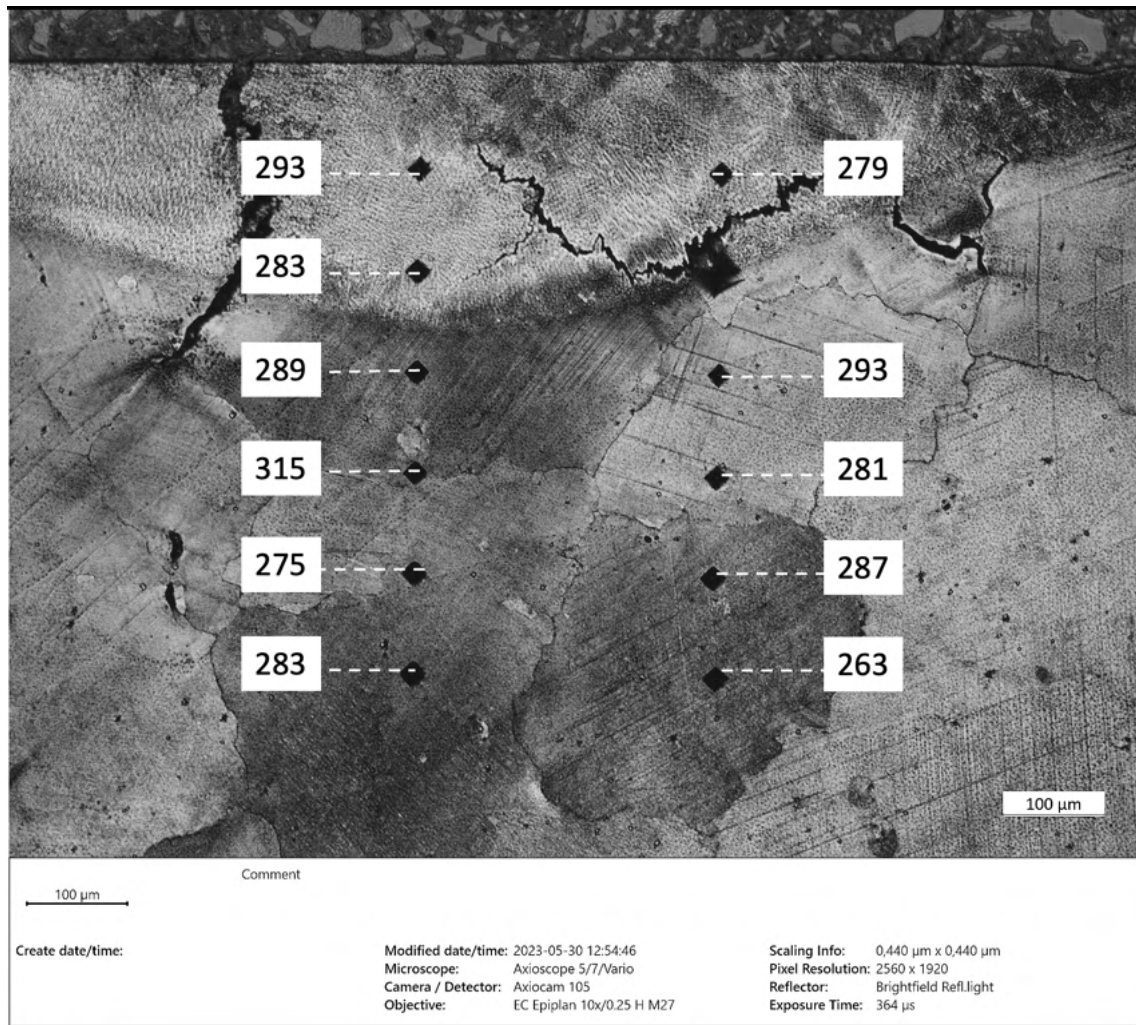 293 279
283
289 293
315 281
275 287
283 263
100 µm
Comment
100 µm
Create date/time:
Modified date/time: 2023-05-30 12:54:46
Microscope: Axioscope 5/7/Vario
Camera / Detector: Axiocam 105
Objective: EC Epiplan 10x/0.25 H M27
Scaling Info: 0,440 µm x 0,440 µm
Pixel Resolution: 2560 x 1920
Reflector: Brightfield Refl.light
Exposure Time: 364 µs